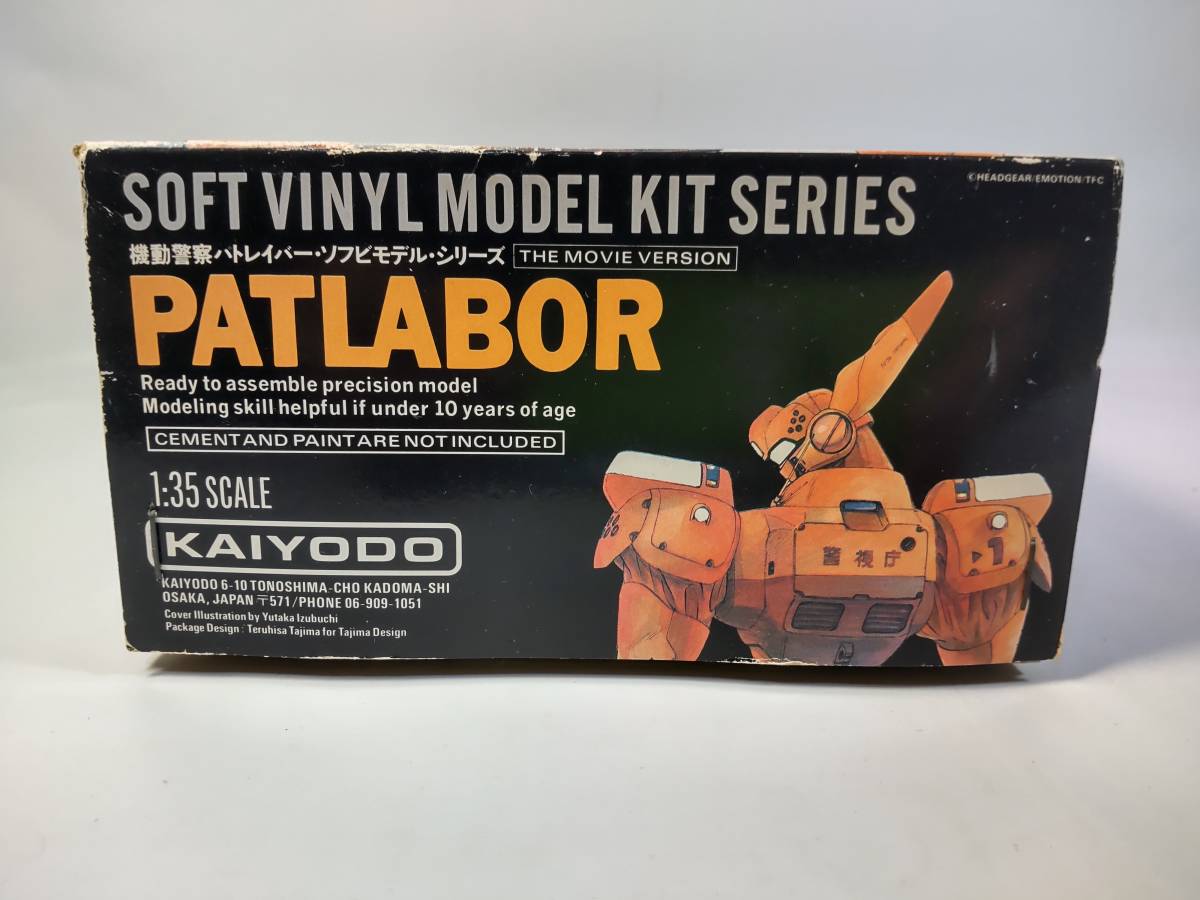 SOFT VINYL MODEL KIT SERIES
©HEADGEAR/EMOTION/TFC
機動警察パトレイバー・ソフビモデル・シリーズ THE MOVIE VERSION
PATLABOR
Ready to assemble precision model
Modeling skill helpful if under 10 years of age
CEMENT AND PAINT ARE NOT INCLUDED
1:35 SCALE
KAIYODO
KAIYODO 6-10 TONOSHIMA-CHO KADOMA-SHI
OSAKA, JAPAN 〒571/PHONE 06-909-1051
Cover Illustration by Yutaka Izubuchi
Package Design : Teruhisa Tajima for Tajima Design
警視庁
1